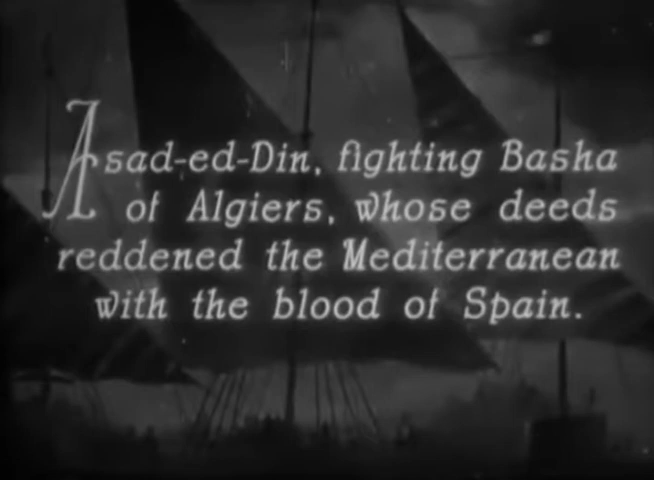 Asad-ed-Din, fighting Basha
of Algiers, whose deeds
reddened the Mediterranean
with the blood of Spain.